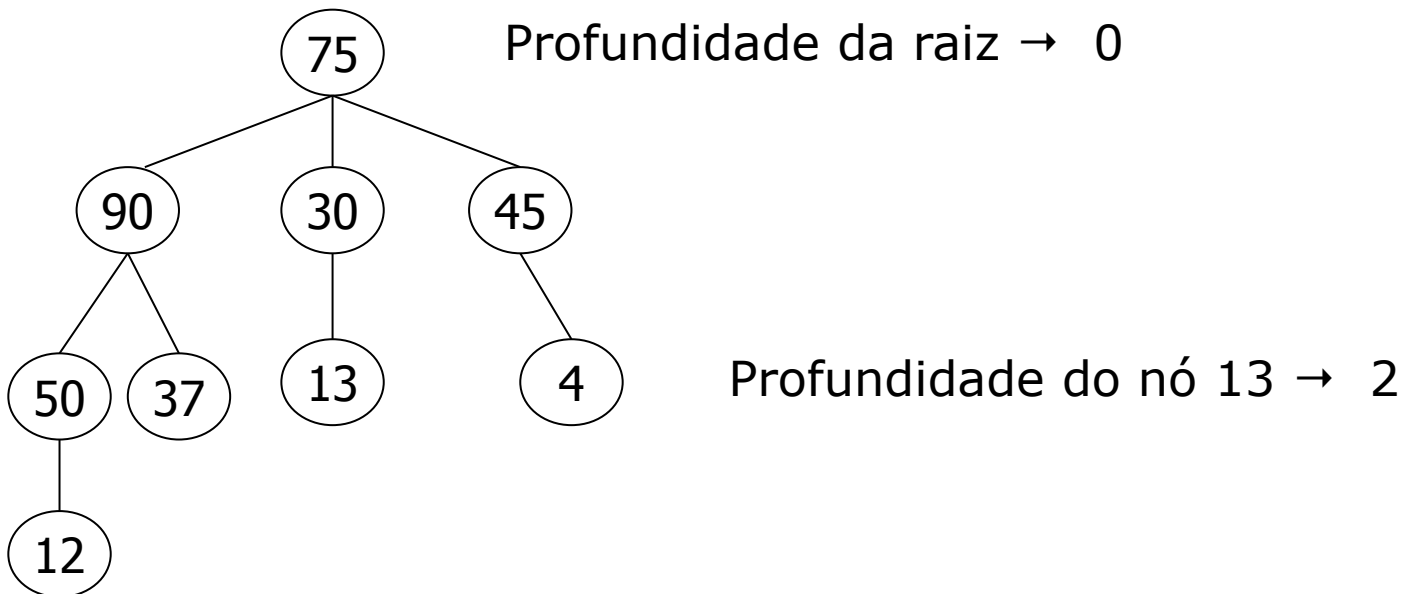 75 Profundidade da raiz → 0
90 30 45
50 37 13 4 Profundidade do nó 13 → 2
12